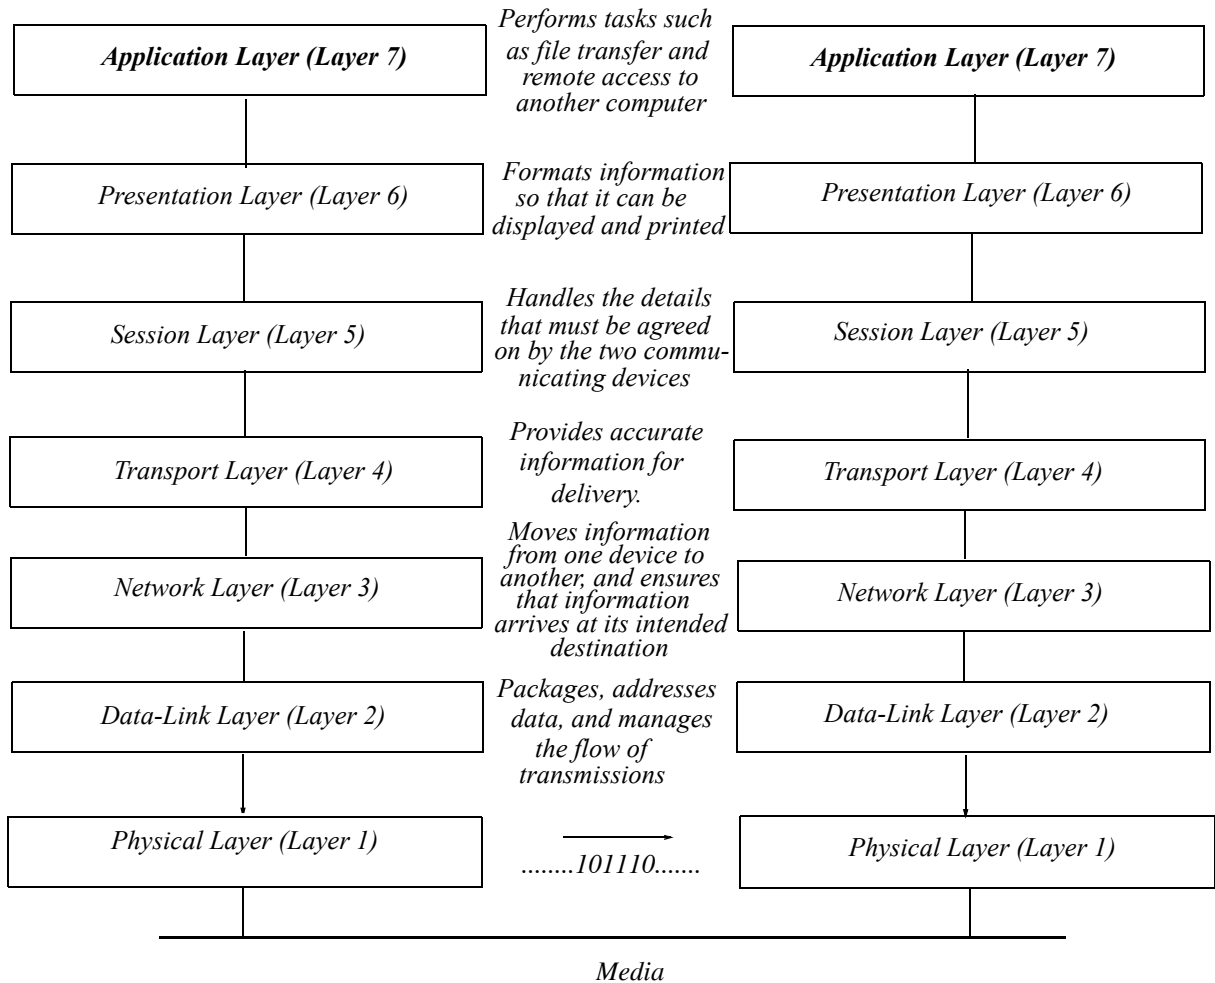 Application Layer (Layer 7)
Performs tasks such
as file transfer and
remote access to
another computer
Application Layer (Layer 7)
Presentation Layer (Layer 6)
Formats information
so that it can be
displayed and printed
Presentation Layer (Layer 6)
Session Layer (Layer 5)
Handles the details
that must be agreed
on by the two commu-
nicating devices
Session Layer (Layer 5)
Transport Layer (Layer 4)
Provides accurate
information for
delivery.
Transport Layer (Layer 4)
Network Layer (Layer 3)
Moves information
from one device to
another, and ensures
that information
arrives at its intended
destination
Network Layer (Layer 3)
Data-Link Layer (Layer 2)
Packages, addresses
data, and manages
the flow of
transmissions
Data-Link Layer (Layer 2)
Physical Layer (Layer 1)
........101110.......
Physical Layer (Layer 1)
Media